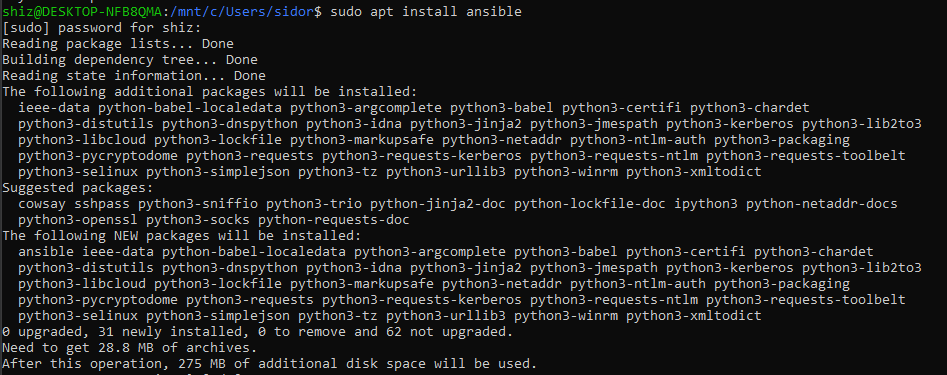 shiz@DESKTOP-NFB8QMA:/mnt/c/Users/sidor$ sudo apt install ansible
[sudo] password for shiz:
Reading package lists... Done
Building dependency tree... Done
Reading state information... Done
The following additional packages will be installed:
  ieee-data python-babel-localedata python3-argcomplete python3-babel python3-certifi python3-chardet
  python3-distutils python3-dnspython python3-idna python3-jinja2 python3-jmespath python3-kerberos python3-lib2to3
  python3-libcloud python3-lockfile python3-markupsafe python3-netaddr python3-ntlm-auth python3-packaging
  python3-pycryptodome python3-requests python3-requests-kerberos python3-requests-ntlm python3-requests-toolbelt
  python3-selinux python3-simplejson python3-tz python3-urllib3 python3-winrm python3-xmltodict
Suggested packages:
  cowsay sshpass python3-sniffio python3-trio python-jinja2-doc python-lockfile-doc ipython3 python-netaddr-docs
  python3-openssl python3-socks python-requests-doc
The following NEW packages will be installed:
  ansible ieee-data python-babel-localedata python3-argcomplete python3-babel python3-certifi python3-chardet
  python3-distutils python3-dnspython python3-idna python3-jinja2 python3-jmespath python3-kerberos python3-lib2to3
  python3-libcloud python3-lockfile python3-markupsafe python3-netaddr python3-ntlm-auth python3-packaging
  python3-pycryptodome python3-requests python3-requests-kerberos python3-requests-ntlm python3-requests-toolbelt
  python3-selinux python3-simplejson python3-tz python3-urllib3 python3-winrm python3-xmltodict
0 upgraded, 31 newly installed, 0 to remove and 62 not upgraded.
Need to get 28.8 MB of archives.
After this operation, 275 MB of additional disk space will be used.